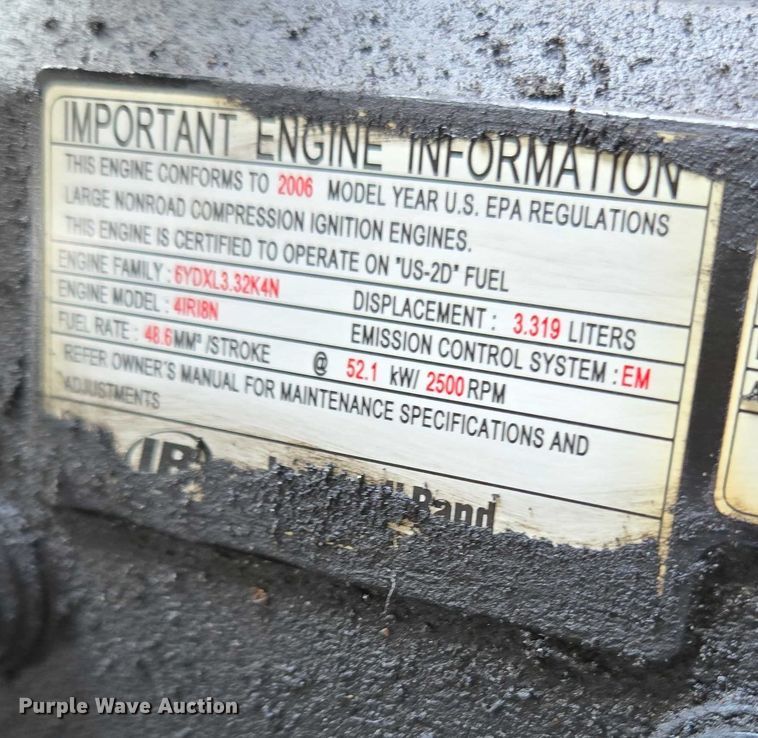 IMPORTANT ENGINE INFORMATION
THIS ENGINE CONFORMS TO 2006 MODEL YEAR U.S. EPA REGULATIONS
LARGE NONROAD COMPRESSION IGNITION ENGINES.
THIS ENGINE IS CERTIFIED TO OPERATE ON "US-2D" FUEL
ENGINE FAMILY : 6YDXL3.32K4N DISPLACEMENT : 3.319 LITERS
ENGINE MODEL : 4IRI8N EMISSION CONTROL SYSTEM : EM
FUEL RATE : 48.6MM³/STROKE @ 52.1 kW/ 2500 RPM
REFER OWNER'S MANUAL FOR MAINTENANCE SPECIFICATIONS AND
ADJUSTMENTS
IR Rand
Purple Wave Auction